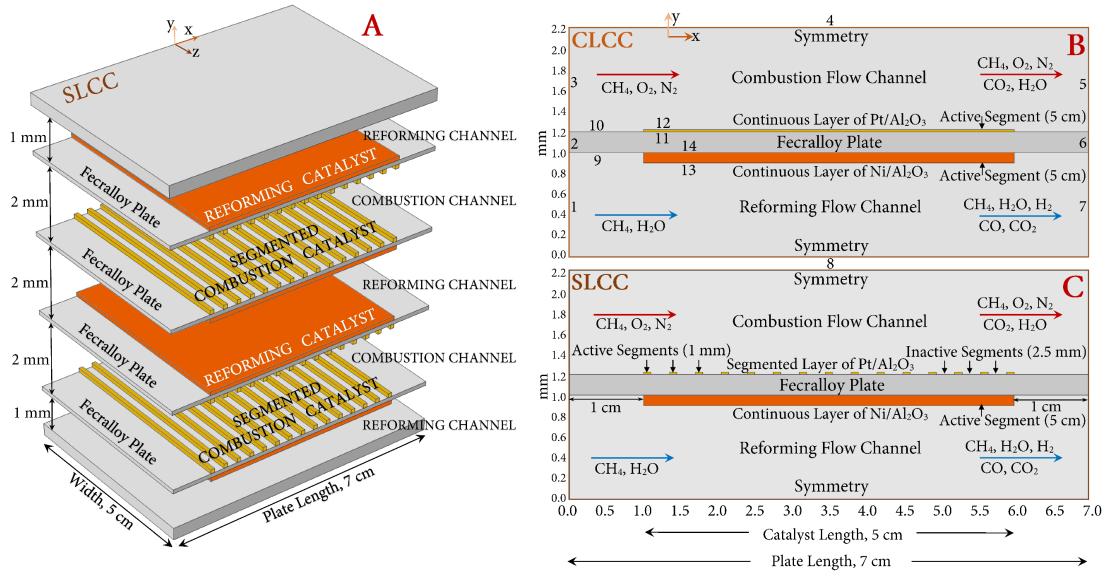 A
y
x
z
SLCC
1 mm
REFORMING CHANNEL
REFORMING CATALYST
Fecralloy Plate
2 mm
COMBUSTION CHANNEL
SEGMENTED
COMBUSTION CATALYST
Fecralloy Plate
2 mm
REFORMING CHANNEL
REFORMING CATALYST
Fecralloy Plate
2 mm
COMBUSTION CHANNEL
SEGMENTED
COMBUSTION CATALYST
Fecralloy Plate
1 mm
REFORMING CHANNEL
Width, 5 cm
Plate Length, 7 cm
y
x
4
CLCC
B
Symmetry
2.2
2.0
1.8
1.6
1.4
1.2
1.0
0.8
0.6
0.4
0.2
0.0
mm
3
CH₄, O₂, N₂
Combustion Flow Channel
CH₄, O₂, N₂
CO₂, H₂O
5
10
12
Continuous Layer of Pt/Al₂O₃
Active Segment (5 cm)
2
11
14
Fecralloy Plate
6
9
13
Continuous Layer of Ni/Al₂O₃
Active Segment (5 cm)
1
CH₄, H₂O
Reforming Flow Channel
CH₄, H₂O, H₂
CO, CO₂
7
Symmetry
8
SLCC
C
Symmetry
2.2
2.0
1.8
1.6
1.4
1.2
1.0
0.8
0.6
0.4
0.2
0.0
mm
CH₄, O₂, N₂
Combustion Flow Channel
CH₄, O₂, N₂
CO₂, H₂O
Active Segments (1 mm)
Inactive Segments (2.5 mm)
Segmented Layer of Pt/Al₂O₃
Fecralloy Plate
1 cm
1 cm
Continuous Layer of Ni/Al₂O₃
Active Segment (5 cm)
Reforming Flow Channel
CH₄, H₂O
CH₄, H₂O, H₂
CO, CO₂
Symmetry
0.0 0.5 1.0 1.5 2.0 2.5 3.0 3.5 4.0 4.5 5.0 5.5 6.0 6.5 7.0
Catalyst Length, 5 cm
Plate Length, 7 cm